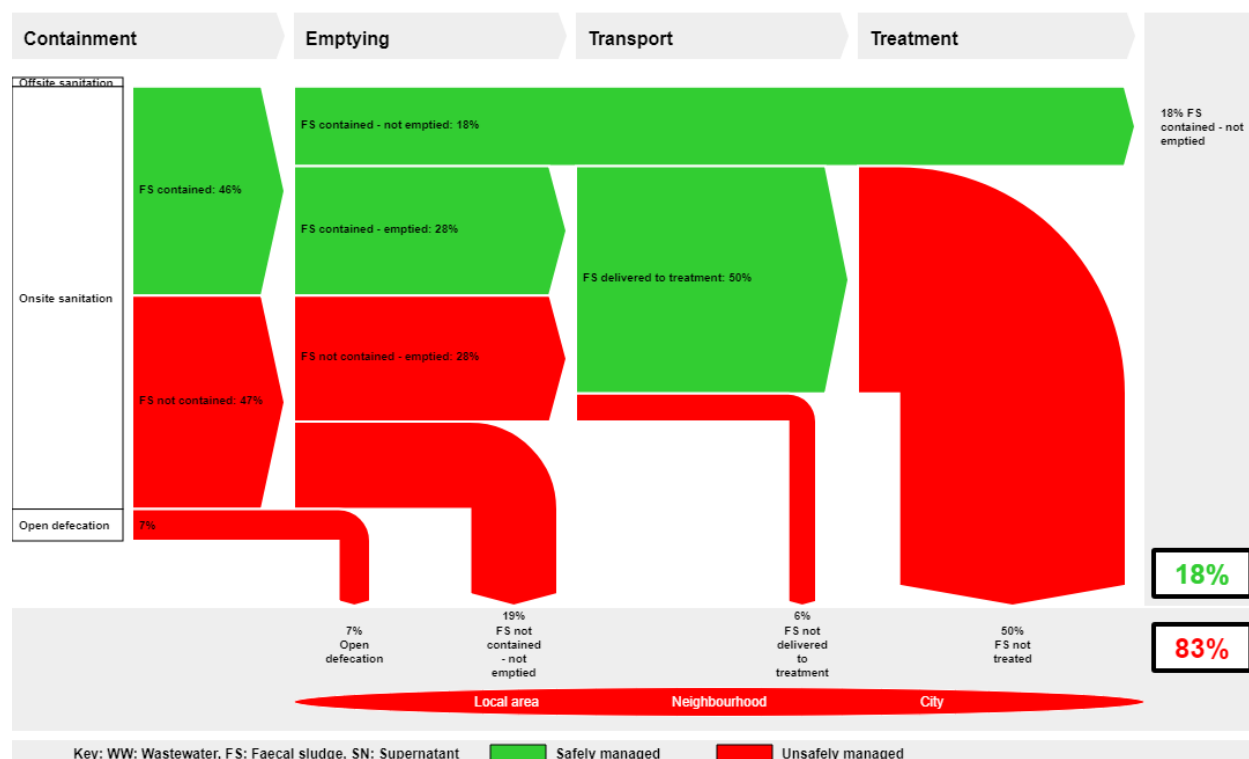 Containment
Emptying
Transport
Treatment
Offsite sanitation
FS contained - not emptied: 18%
18% FS
contained - not
emptied
FS contained: 46%
FS contained - emptied: 28%
FS delivered to treatment: 50%
Onsite sanitation
FS not contained - emptied: 28%
FS not contained: 47%
Open defecation
7%
18%
7%
Open
defecation
19%
FS not
contained
- not
emptied
6%
FS not
delivered
to
treatment
50%
FS not
treated
83%
Local area
Neighbourhood
City
Key: WW: Wastewater, FS: Faecal sludge, SN: Supernatant
Safely managed
Unsafely managed